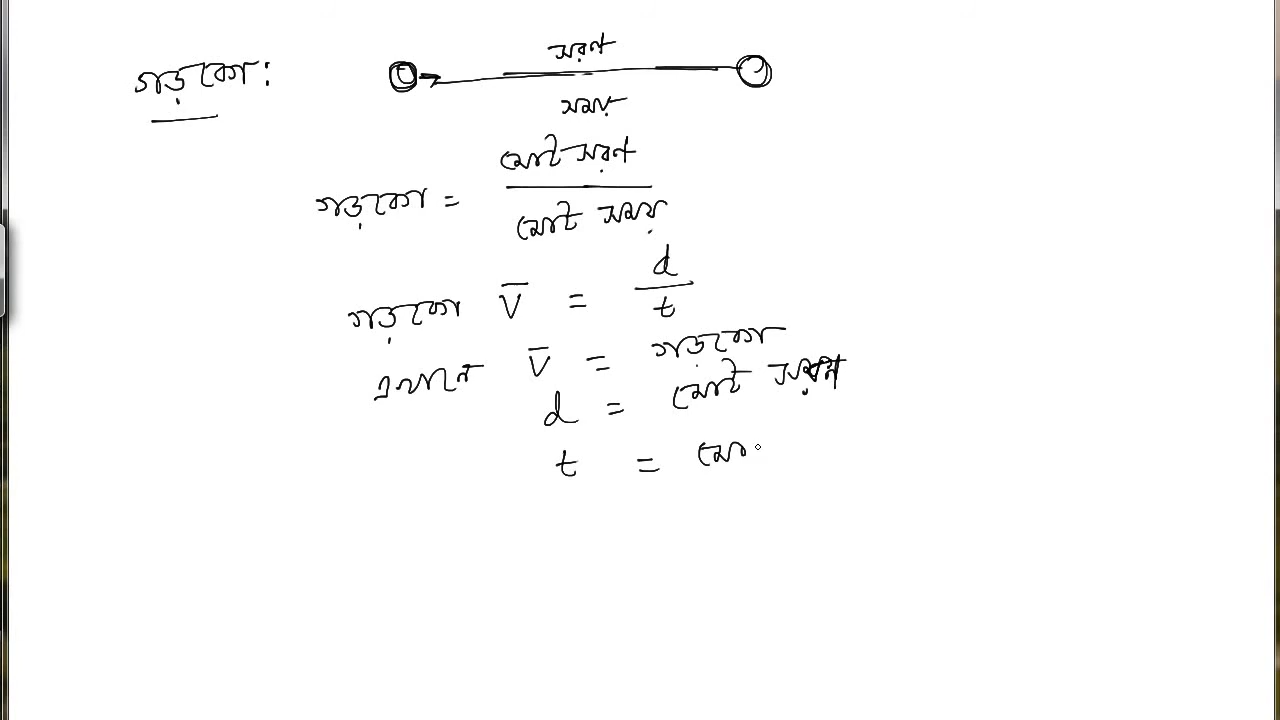 গড়বেগ:
সরণ
সময়
গড়বেগ = মোট সরণ
মোট সময়
গড়বেগ V̄ = d
t
এখানে V̄ = গড়বেগ
d = মোট সরণ
t = মো